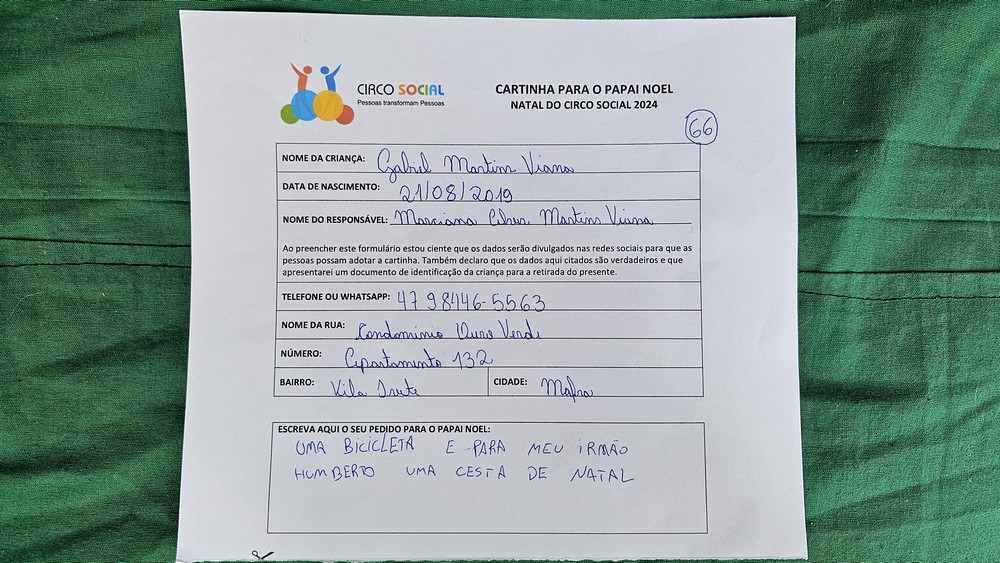 CIRCO SOCIAL
Pessoas transformam Pessoas
CARTINHA PARA O PAPAI NOEL
NATAL DO CIRCO SOCIAL 2024
66
NOME DA CRIANÇA: Gabriel Martins Viana
DATA DE NASCIMENTO: 21/08/2019
NOME DO RESPONSÁVEL: Marciana Martins Viana
Ao preencher este formulário estou ciente que os dados serão divulgados nas redes sociais para que as
pessoas possam adotar a cartinha. Também declaro que os dados aqui citados são verdadeiros e que
apresentarei um documento de identificação da criança para a retirada do presente.
TELEFONE OU WHATSAPP: 47 98446-5563
NOME DA RUA: Condominio Ouro Verde
NÚMERO: Apartamento 132
BAIRRO: Vila Ivete CIDADE: Mafra
ESCREVA AQUI O SEU PEDIDO PARA O PAPAI NOEL:
UMA BICICLETA E PARA MEU IRMÃO
HUMBERTO UMA CESTA DE NATAL